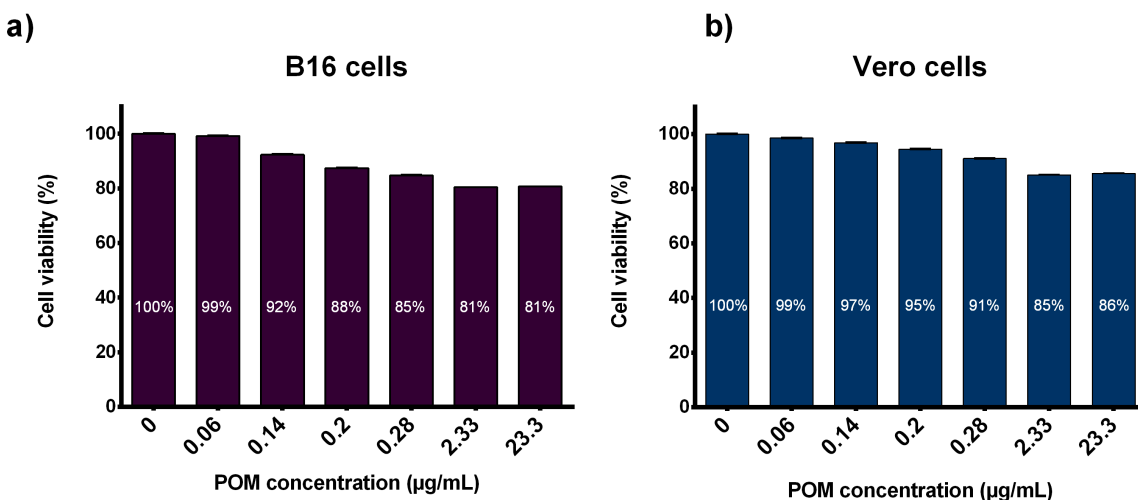 a)
B16 cells
Cell viability (%)
100
80
60
40
20
0
100% 99% 92% 88% 85% 81% 81%
0 0.06 0.14 0.2 0.28 2.33 23.3
POM concentration (µg/mL)
b)
Vero cells
Cell viability (%)
100
80
60
40
20
0
100% 99% 97% 95% 91% 85% 86%
0 0.06 0.14 0.2 0.28 2.33 23.3
POM concentration (µg/mL)